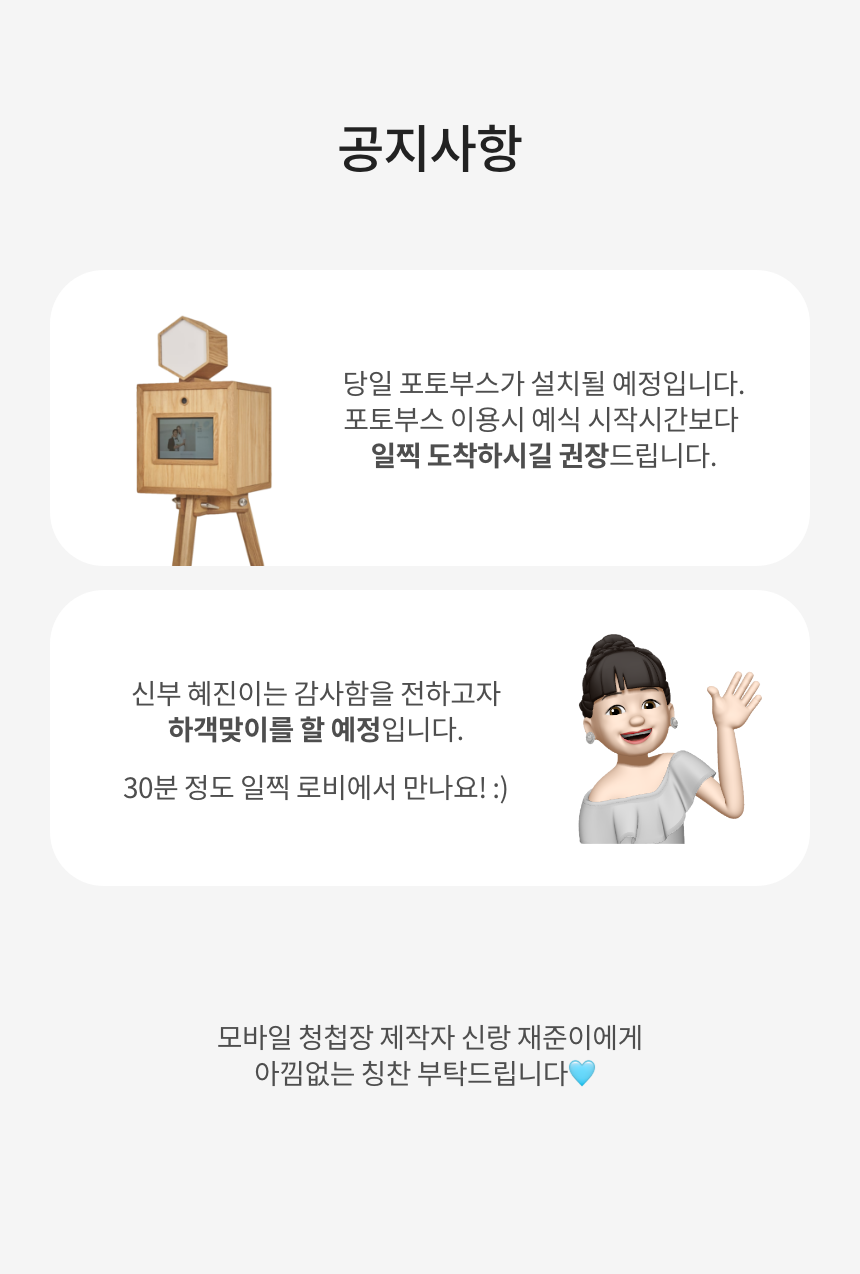 공지사항
당일 포토부스가 설치될 예정입니다.
포토부스 이용시 예식 시작시간보다
일찍 도착하시길 권장드립니다.
신부 혜진이는 감사함을 전하고자
하객맞이를 할 예정입니다.
30분 정도 일찍 로비에서 만나요! :)
모바일 청첩장 제작자 신랑 재준이에게
아낌없는 칭찬 부탁드립니다🩵